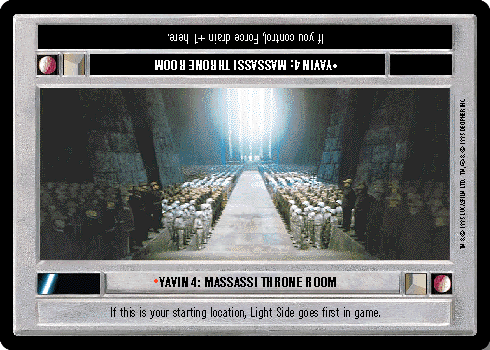 If you control, Force drain +1 here.
•YAVIN 4: MASSASSI THRONE ROOM
•YAVIN 4: MASSASSI THRONE ROOM
If this is your starting location, Light Side goes first in game.